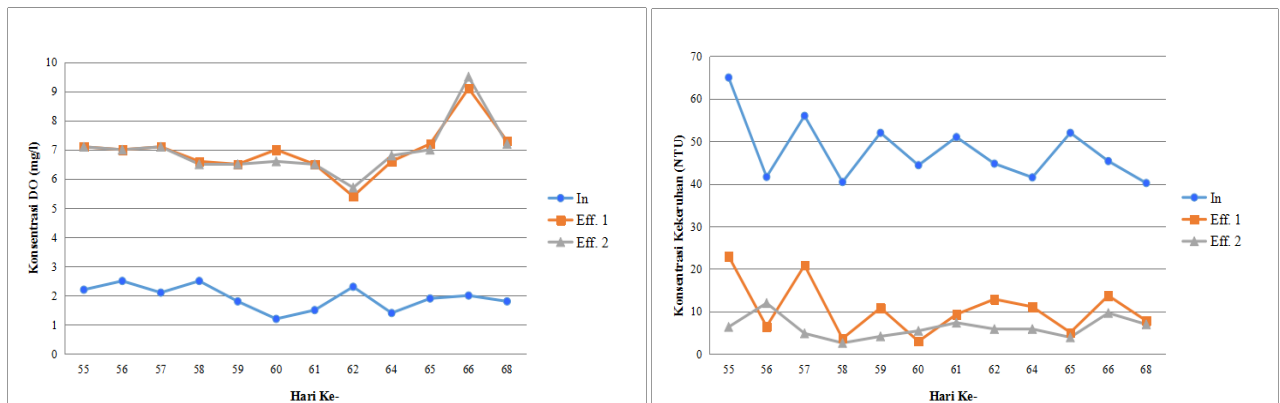 Konsentrasi DO (mg/l)
10
9
8
7
6
5
4
3
2
1
0
55 56 57 58 59 60 61 62 64 65 66 68
Hari Ke-
In
Eff. 1
Eff. 2
Konsentrasi Kekeruhan (NTU)
70
60
50
40
30
20
10
0
55 56 57 58 59 60 61 62 64 65 66 68
Hari Ke-
In
Eff. 1
Eff. 2